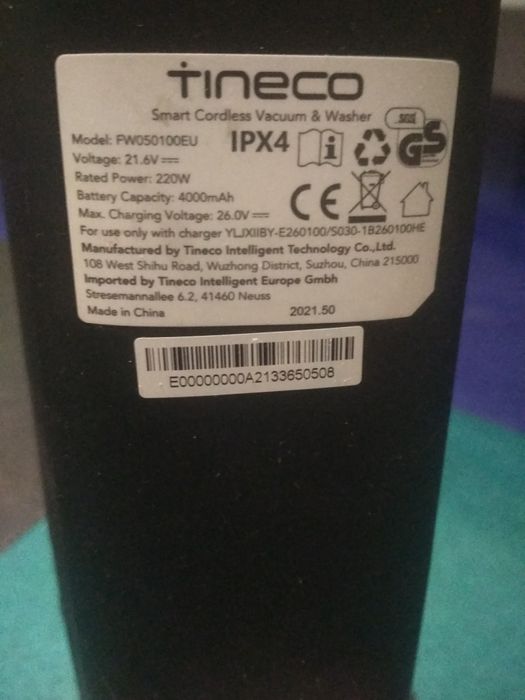 TINECO
Smart Cordless Vacuum & Washer
Model: FW050100EU
IPX4
SGS
GS
Voltage: 21.6V⎓
Rated Power: 220W
Battery Capacity: 4000mAh
CE
Max. Charging Voltage: 26.0V⎓
For use only with charger YLJXIIBY-E260100/S030-1B260100HE
Manufactured by Tineco Intelligent Technology Co.,Ltd.
108 West Shihu Road, Wuzhong District, Suzhou, China 215000
Imported by Tineco Intelligent Europe Gmbh
Stresemannallee 6.2, 41460 Neuss
Made in China 2021.50
E00000000A2133650508